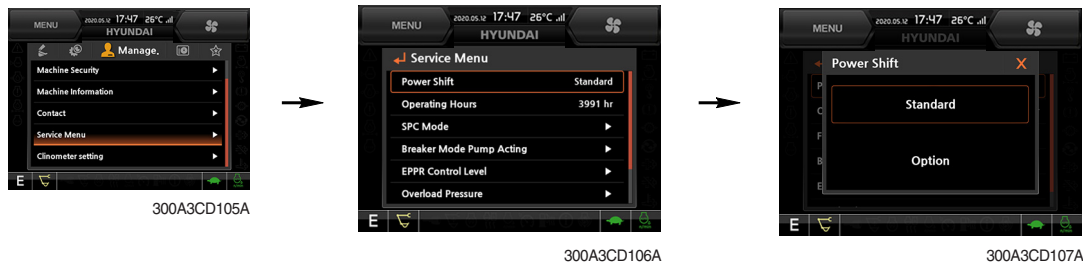 MENU
2020.05.12 17:47 26°C
HYUNDAI
Manage.
Machine Security
Machine Information
Contact
Service Menu
Clinometer setting
E
300A3CD105A
MENU
2020.05.12 17:47 26°C
HYUNDAI
Service Menu
Power Shift Standard
Operating Hours 3991 hr
SPC Mode
Breaker Mode Pump Acting
EPPR Control Level
Overload Pressure
E
300A3CD106A
MENU
2020.05.12 17:47 26°C
HYUNDAI
Power Shift X
Standard
Option
E
300A3CD107A